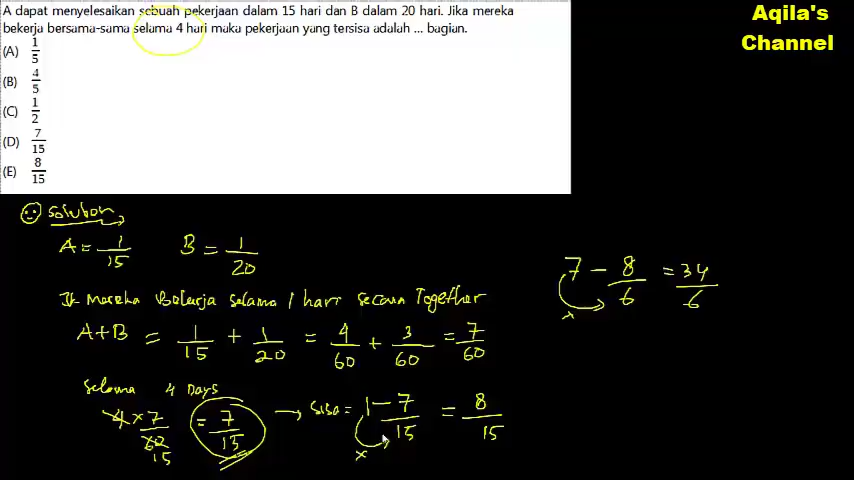 A dapat menyelesaikan sebuah pekerjaan dalam 15 hari dan B dalam 20 hari. Jika mereka
bekerja bersama-sama selama 4 hari maka pekerjaan yang tersisa adalah ... bagian.
(A) 1/5
(B) 4/5
(C) 1/2
(D) 7/15
(E) 8/15
Aqila's
Channel
solution
A = 1/15 B = 1/20
Jk mereka Bekerja selama 1 hari secara Together
A+B = 1/15 + 1/20 = 4/60 + 3/60 = 7/60
Selama 4 Days
4 × 7/60 15 = 7/15 → sisa = 1 - 7/15 = 8/15
x
7 - 8/6 = 34/6
x